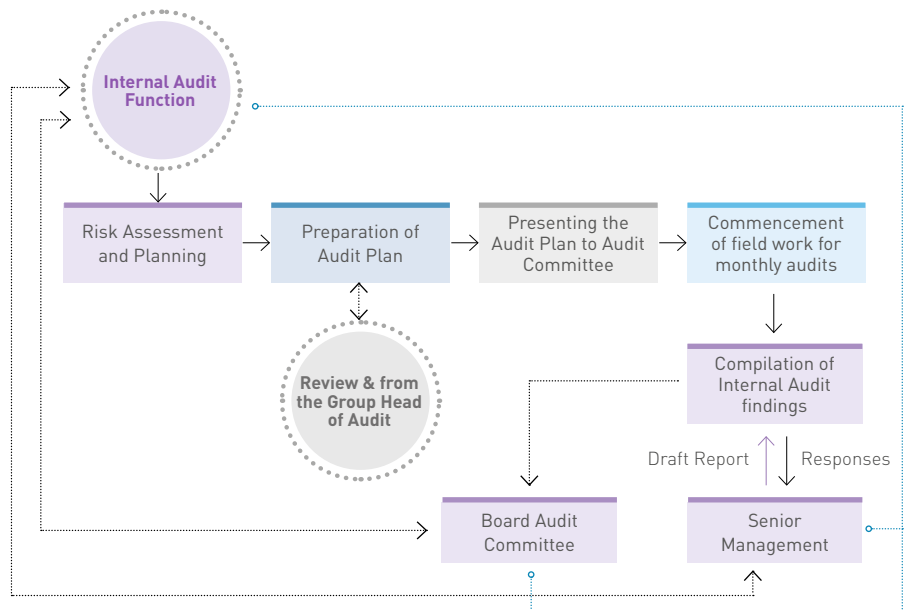 Internal Audit
Function
Risk Assessment
and Planning
Preparation of
Audit Plan
Presenting the
Audit Plan to Audit
Committee
Commencement
of field work for
monthly audits
Review & from
the Group Head
of Audit
Compilation of
Internal Audit
findings
Draft Report
Responses
Board Audit
Committee
Senior
Management